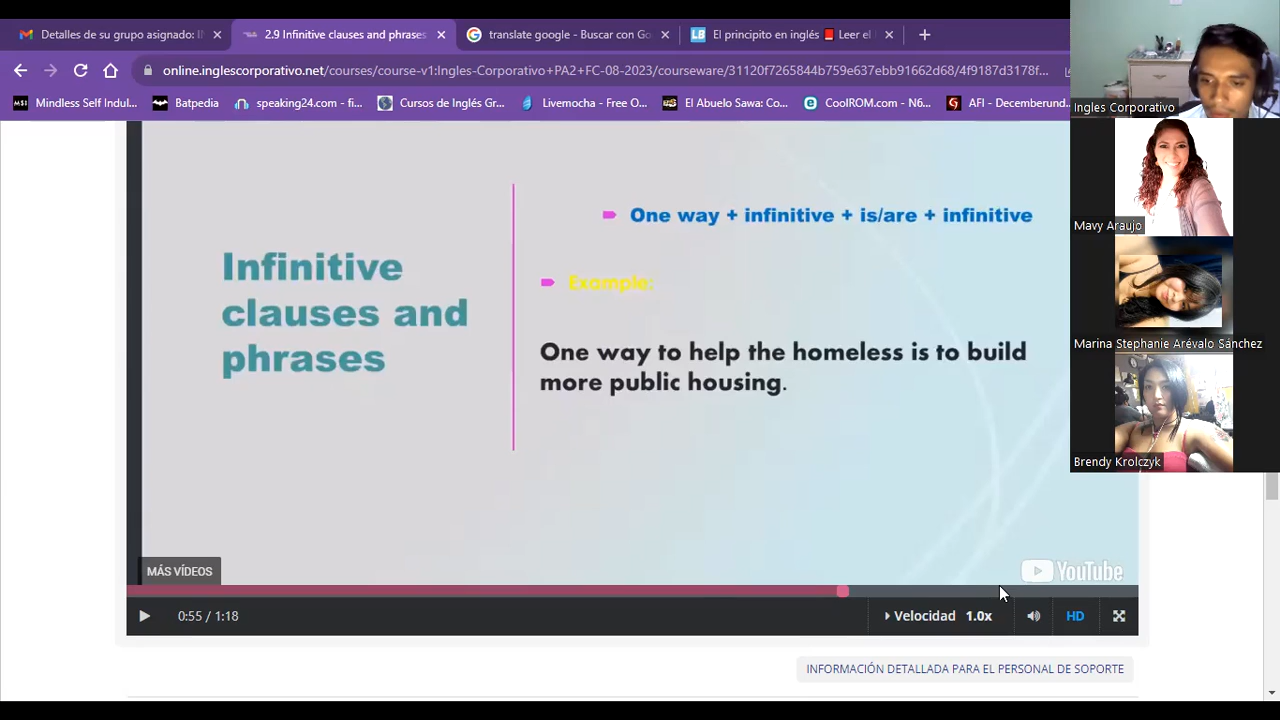 Detalles de su grupo asignado: IN
2.9 Infinitive clauses and phrases
translate google - Buscar con Go
El principito en inglés 📕 Leer el
online.inglescorporativo.net/courses/course-v1:Ingles-Corporativo+PA2+FC-08-2023/courseware/31120f7265844b759e637ebb91662d68/4f9187d3178f...
Mindless Self Indul...
Batpedia
speaking24.com - fi...
Cursos de Inglés Gr...
Livemocha - Free O...
El Abuelo Sawa: Co...
CoolROM.com - N6...
AFI - Decemberund...
Ingles Corporativo
Mavy Araujo
Marina Stephanie Arévalo Sánchez
Brendy Krolczyk
Infinitive
clauses and
phrases
One way + infinitive + is/are + infinitive
Example:
One way to help the homeless is to build
more public housing.
MÁS VÍDEOS
YouTube
0:55 / 1:18
Velocidad 1.0x
HD
INFORMACIÓN DETALLADA PARA EL PERSONAL DE SOPORTE